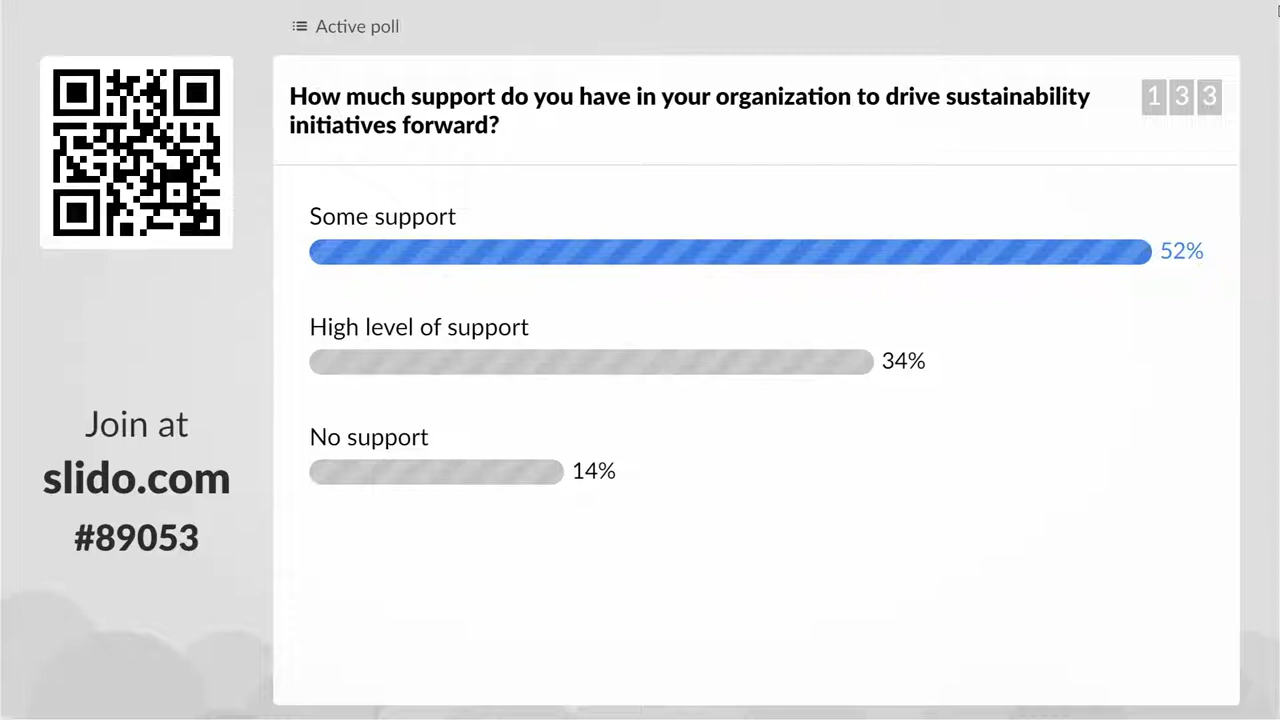 Active poll
How much support do you have in your organization to drive sustainability
initiatives forward?
133
Some support
52%
High level of support
34%
No support
14%
Join at
slido.com
#89053